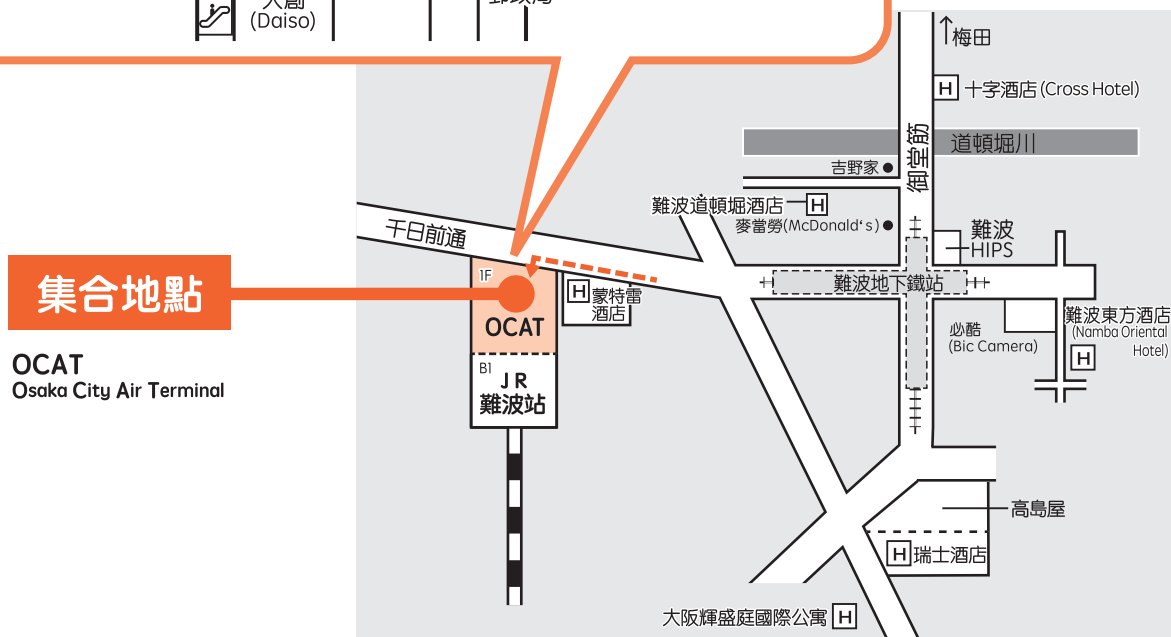 (Daiso)
梅田
十字酒店(Cross Hotel)
H
道頓堀川
御堂筋
吉野家
難波道頓堀酒店
H
麥當勞(McDonald's)
難波
HIPS
千日前通
難波地下鐵站
集合地點
1F
OCAT
H
蒙特雷
酒店
必酷
(Bic Camera)
難波東方酒店
(Namba Oriental
Hotel)
H
OCAT
Osaka City Air Terminal
B1
JR
難波站
高島屋
H
瑞士酒店
大阪輝盛庭國際公寓
H